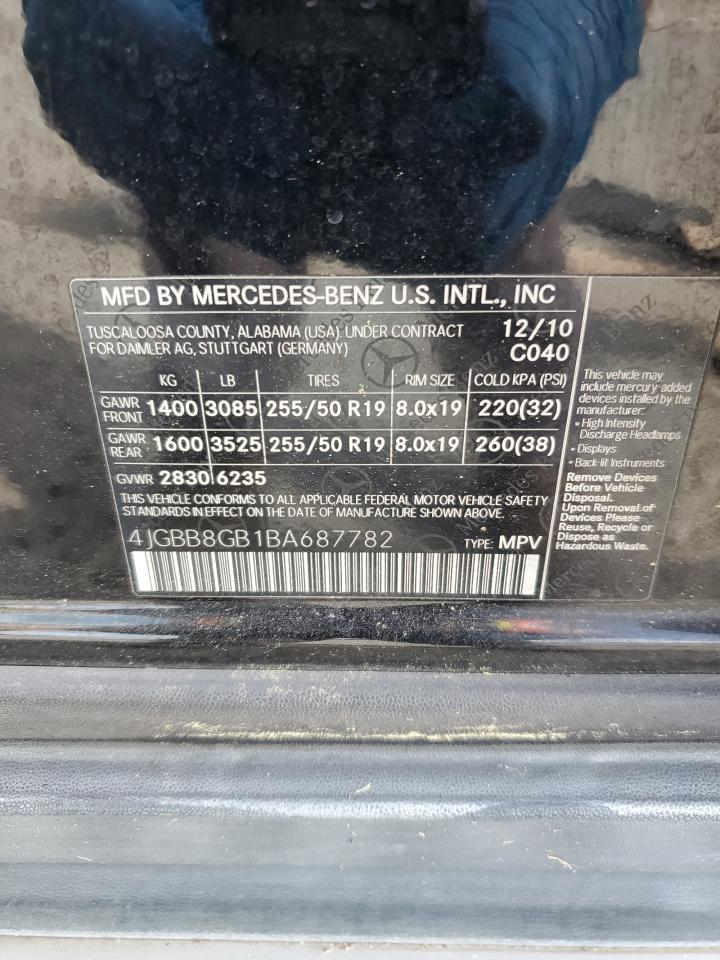 MFD BY MERCEDES-BENZ U.S. INTL., INC
TUSCALOOSA COUNTY, ALABAMA (USA) UNDER CONTRACT 12/10
FOR DAIMLER AG, STUTTGART (GERMANY) C040
KG LB TIRES RIM SIZE COLD KPA (PSI)
GAWR FRONT 1400 3085 255/50 R19 8.0x19 220(32)
GAWR REAR 1600 3525 255/50 R19 8.0x19 260(38)
GVWR 2830 6235
THIS VEHICLE CONFORMS TO ALL APPLICABLE FEDERAL MOTOR VEHICLE SAFETY
STANDARDS IN EFFECT ON THE DATE OF MANUFACTURE SHOWN ABOVE.
4JGBB8GB1BA687782 TYPE: MPV
This vehicle may
include mercury-added
devices installed by the
manufacturer:
• High Intensity
Discharge Headlamps
• Displays
• Back-lit Instruments
Remove Devices
Before Vehicle
Disposal.
Upon Removal of
Devices Please
Reuse, Recycle or
Dispose as
Hazardous Waste.